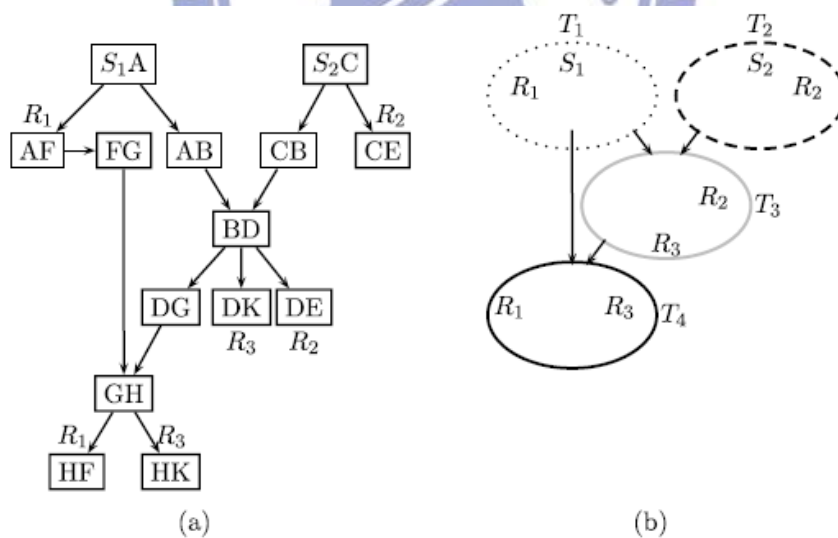 S₁A S₂C
R₁ R₂
AF FG AB CB CE
BD
DG DK DE
R₃ R₂
GH
R₁ R₃
HF HK
(a)
T₁ T₂
S₁ S₂
R₁ R₂
R₂ T₃
R₃
R₁ R₃ T₄
(b)